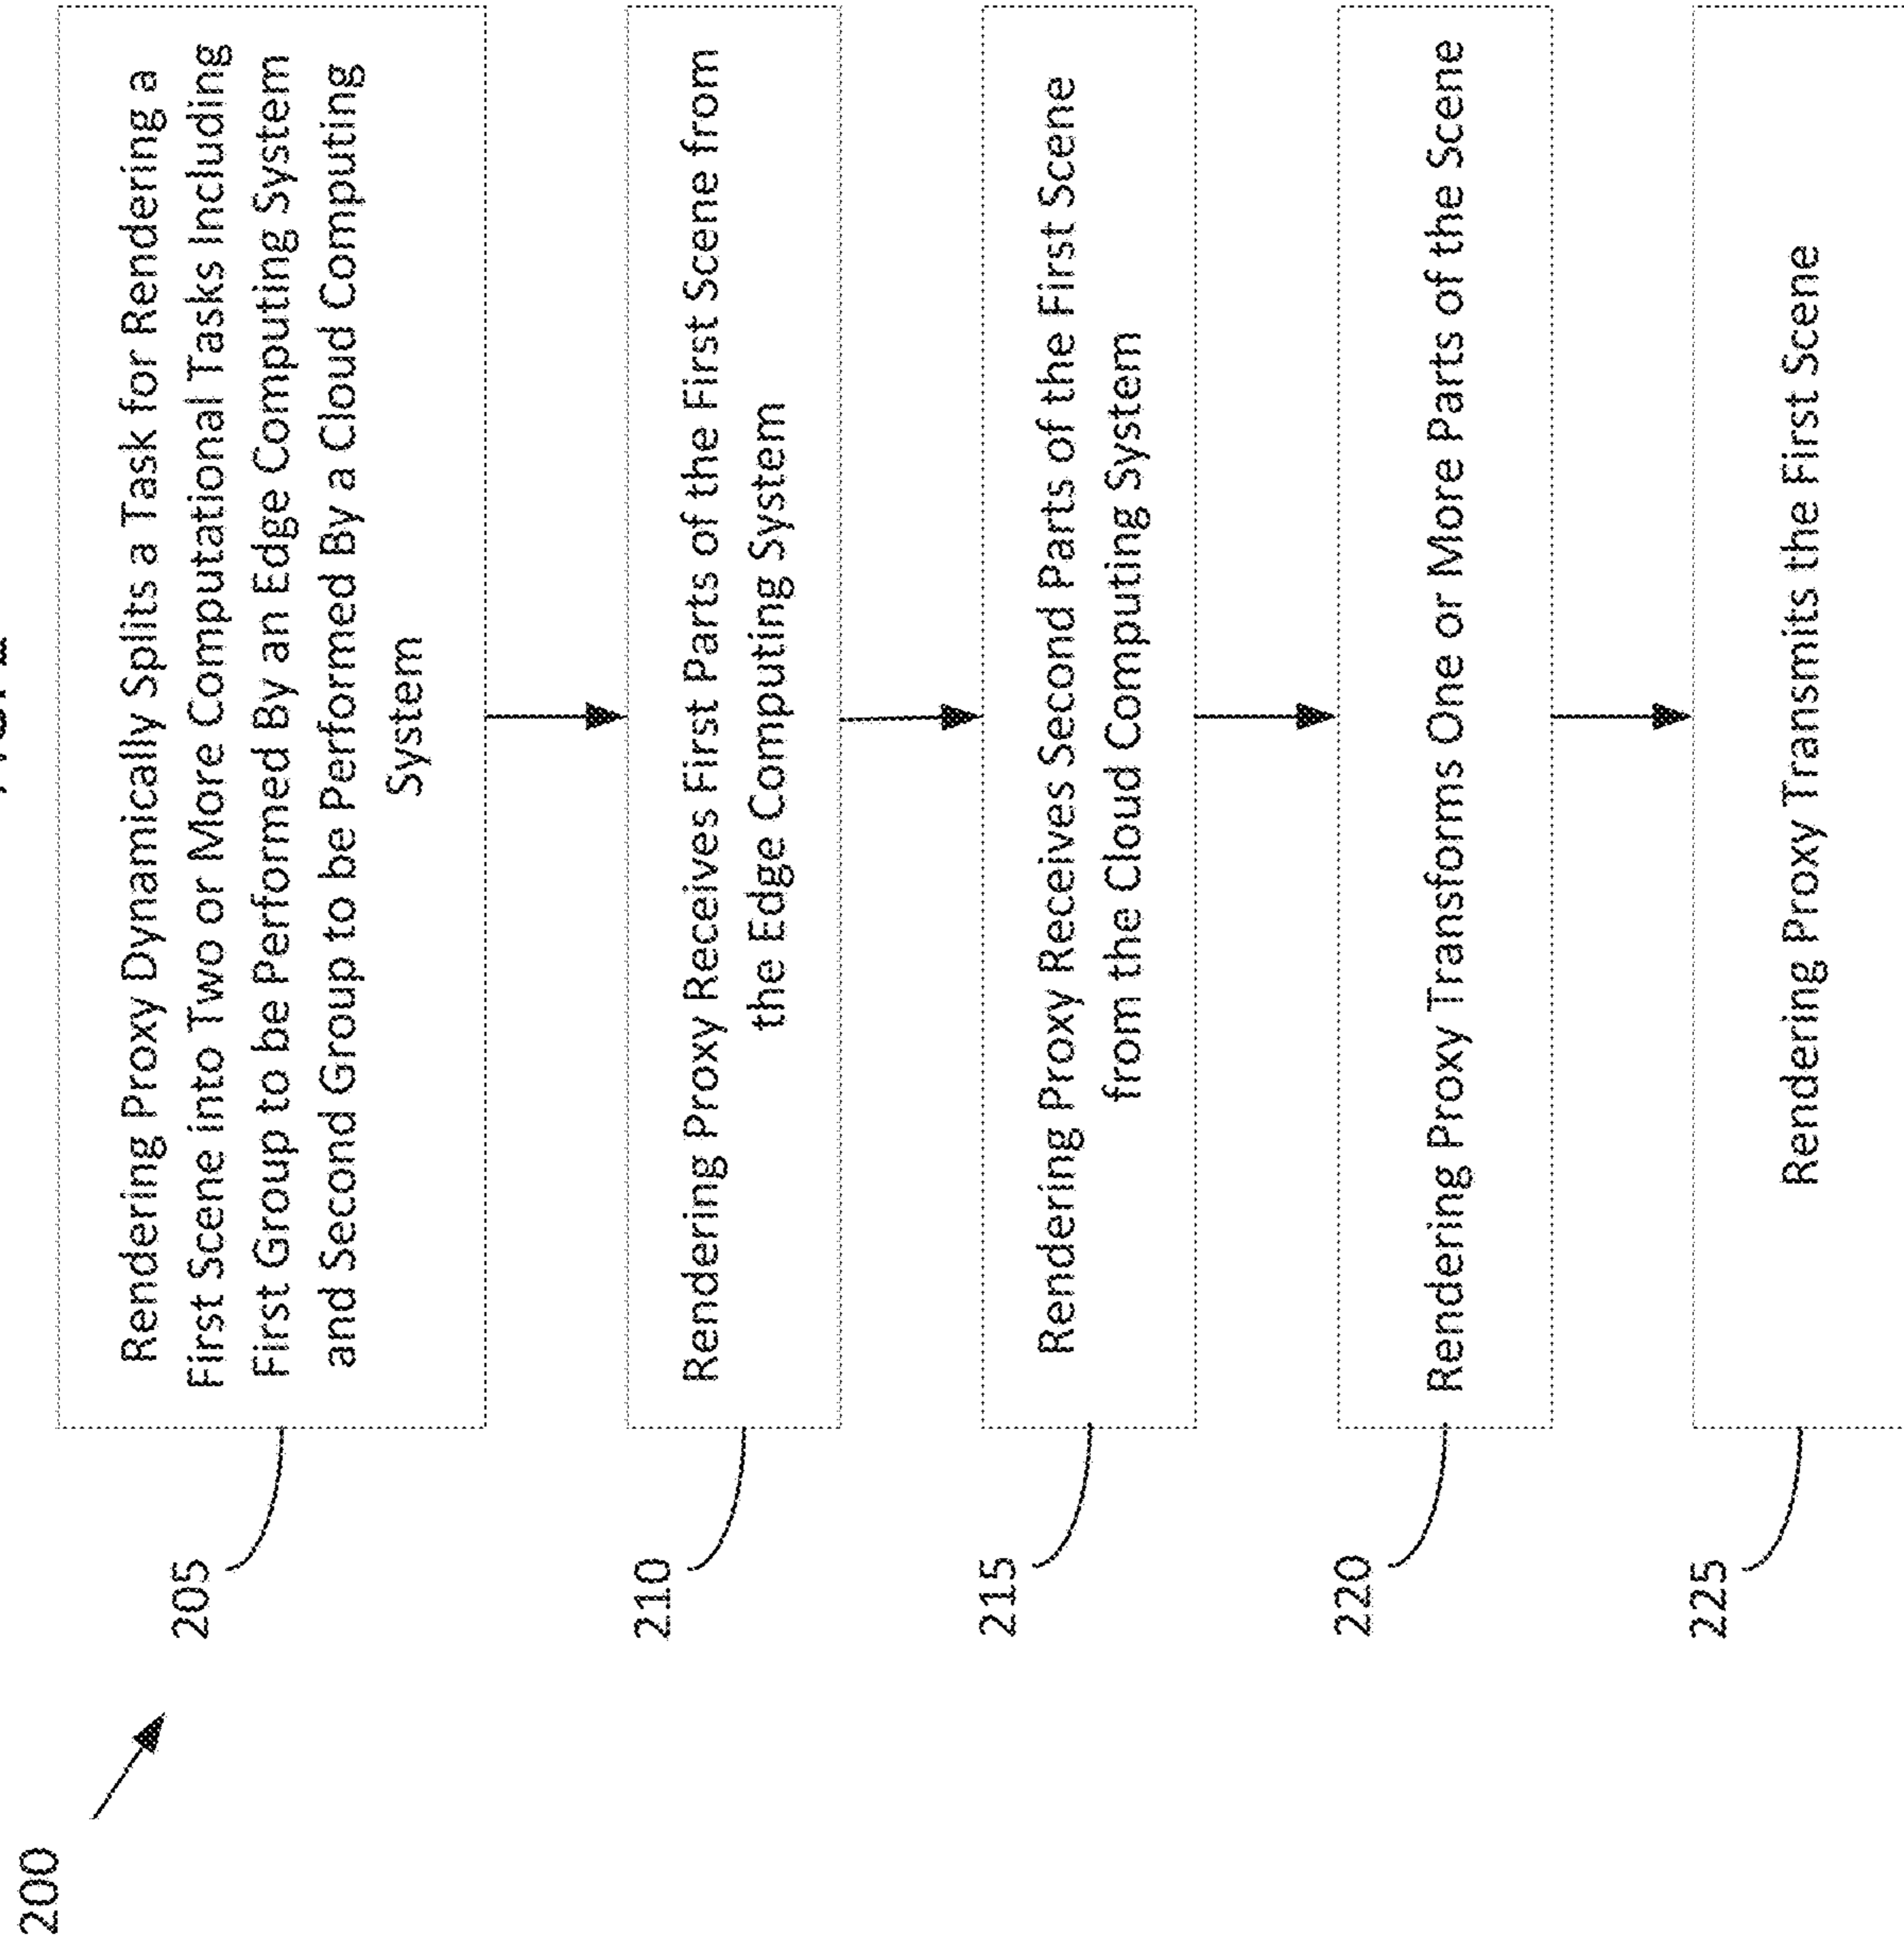 200
205
Rendering Proxy Dynamically Splits a Task for Rendering a
First Scene into Two or More Computational Tasks Including
First Group to be Performed By an Edge Computing System
and Second Group to be Performed By a Cloud Computing
System
210
Rendering Proxy Receives First Parts of the First Scene from
the Edge Computing System
215
Rendering Proxy Receives Second Parts of the First Scene
from the Cloud Computing System
220
Rendering Proxy Transforms One or More Parts of the Scene
225
Rendering Proxy Transmits the First Scene